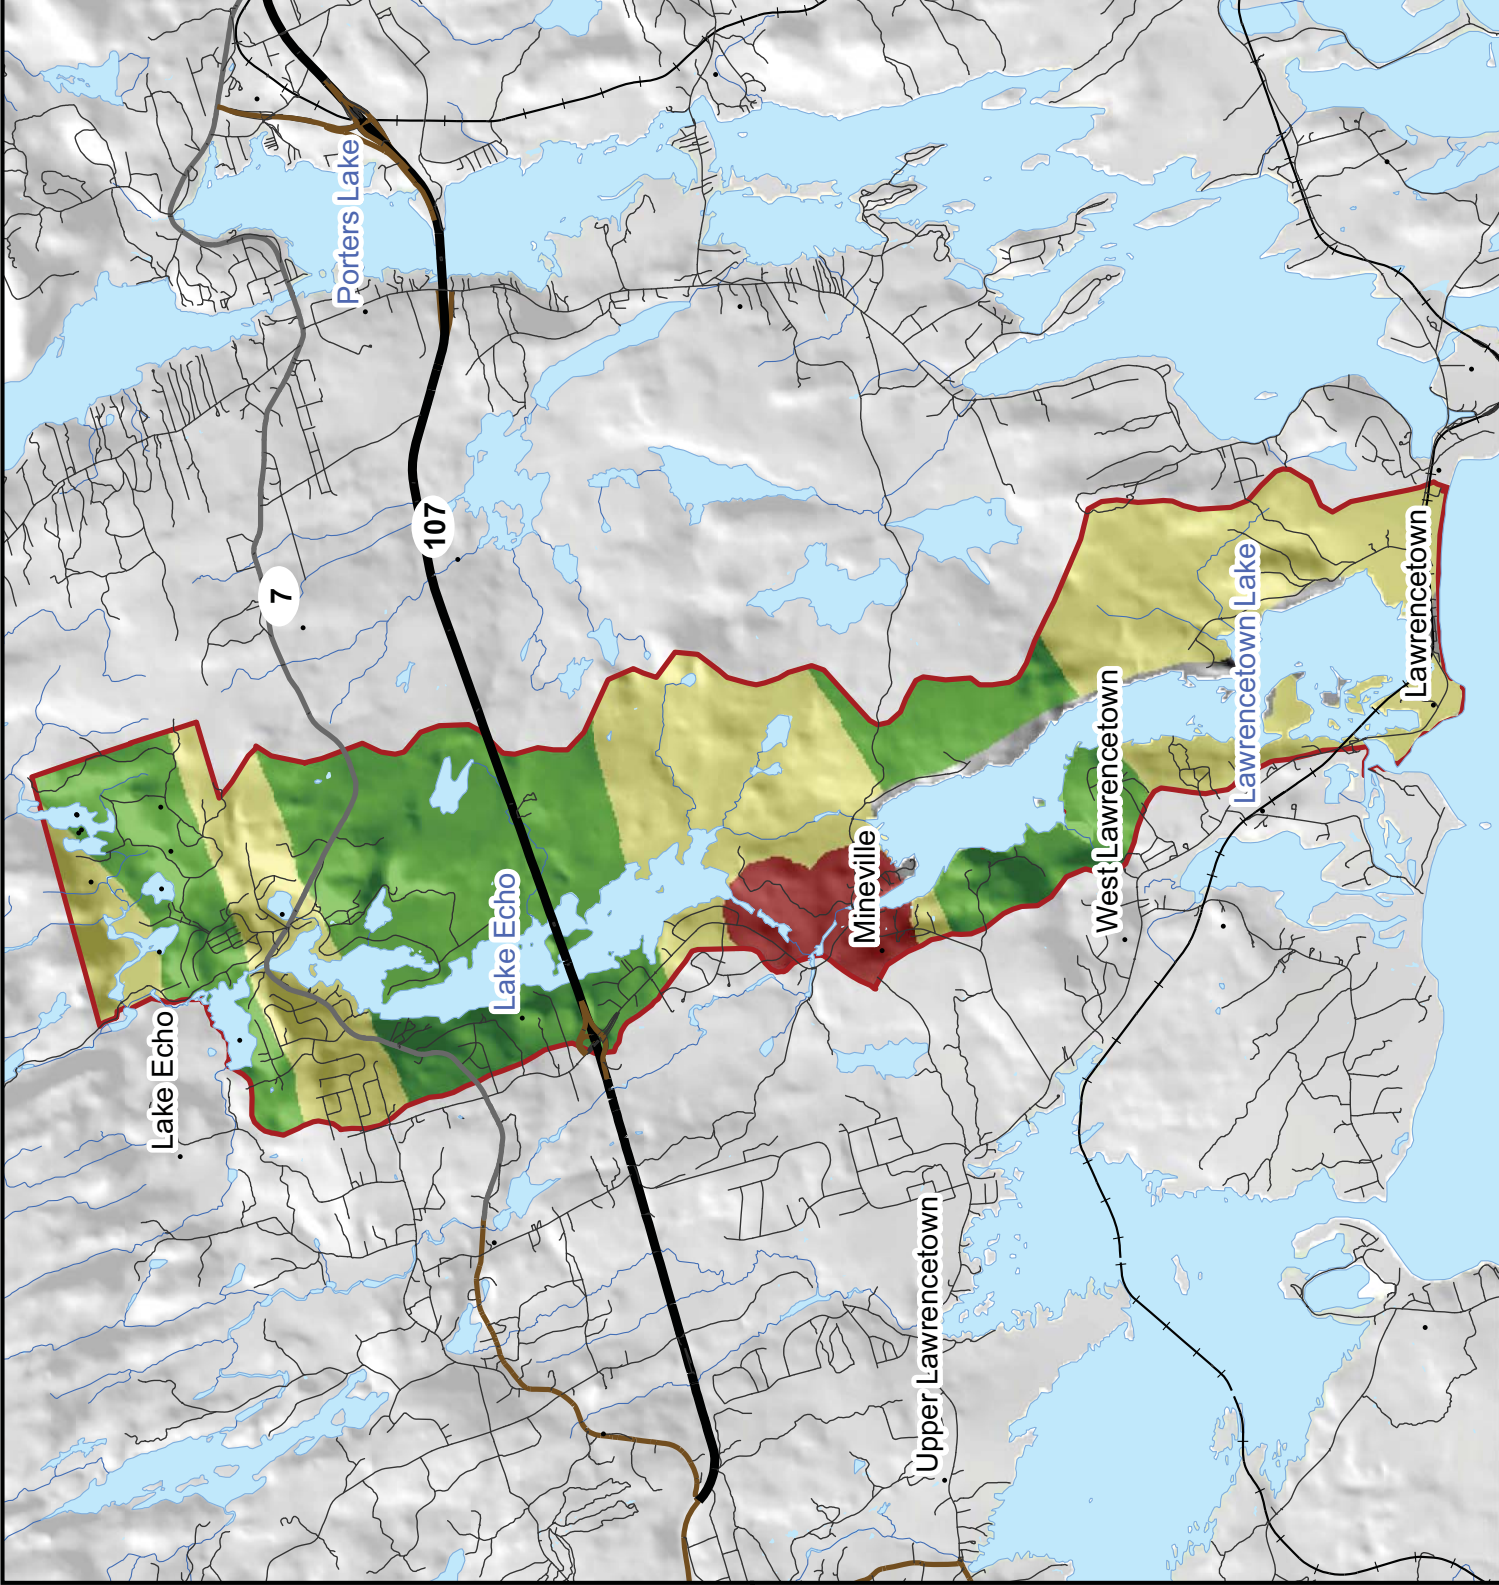 Porters Lake
107
7
Lake Echo
Lake Echo
Mineville
West Lawrencetown
Lawrencetown Lake
Lawrencetown
Upper Lawrencetown